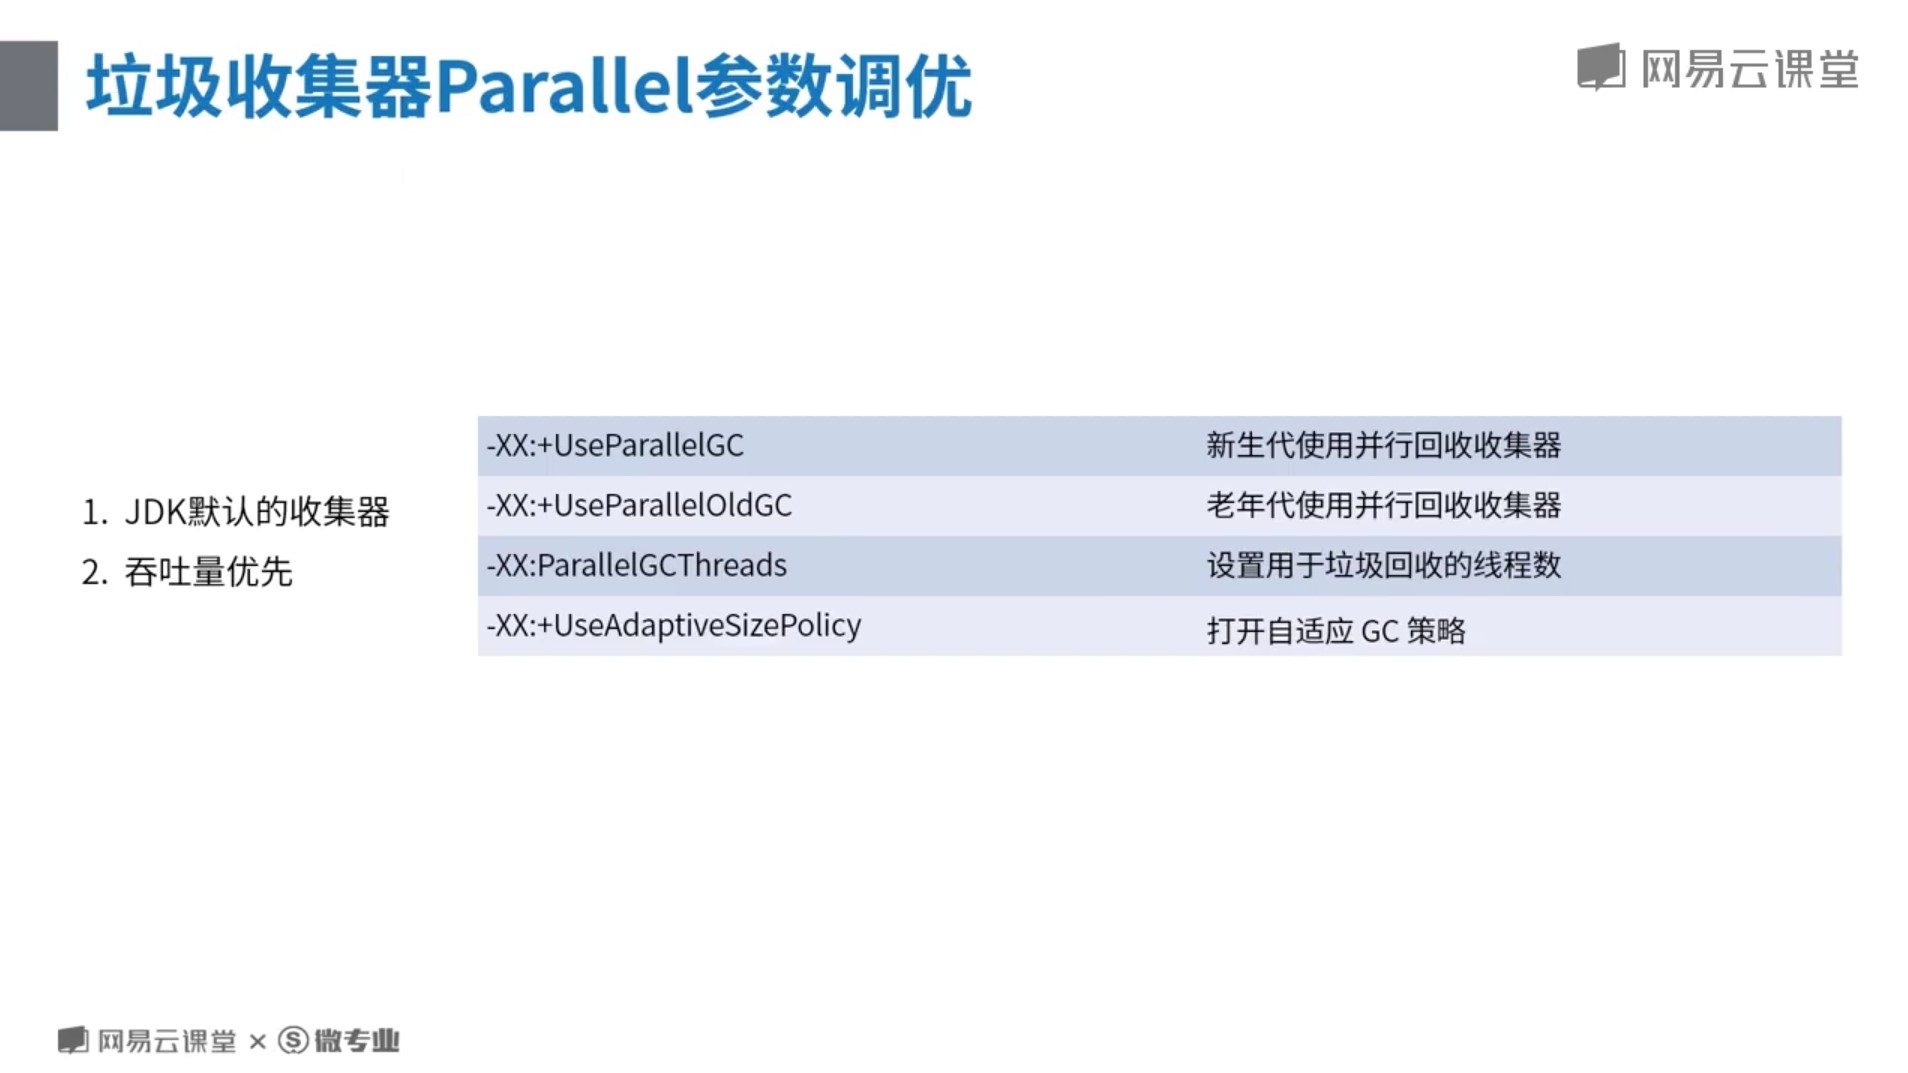 垃圾收集器Parallel参数调优
网易云课堂
1. JDK默认的收集器
2. 吞吐量优先
-XX:+UseParallelGC 新生代使用并行回收收集器
-XX:+UseParallelOldGC 老年代使用并行回收收集器
-XX:ParallelGCThreads 设置用于垃圾回收的线程数
-XX:+UseAdaptiveSizePolicy 打开自适应 GC 策略
网易云课堂 × Ⓢ 微专业